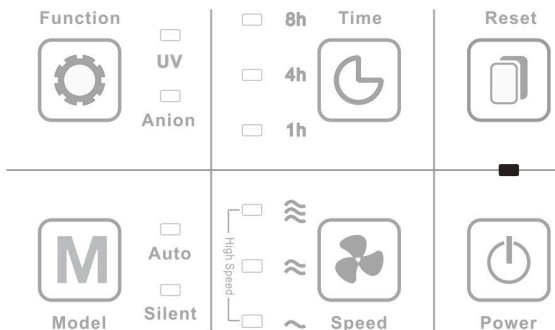 Function
UV
Anion
8h
4h
1h
Time
Reset
M
Model
Auto
Silent
High Speed
Speed
Power